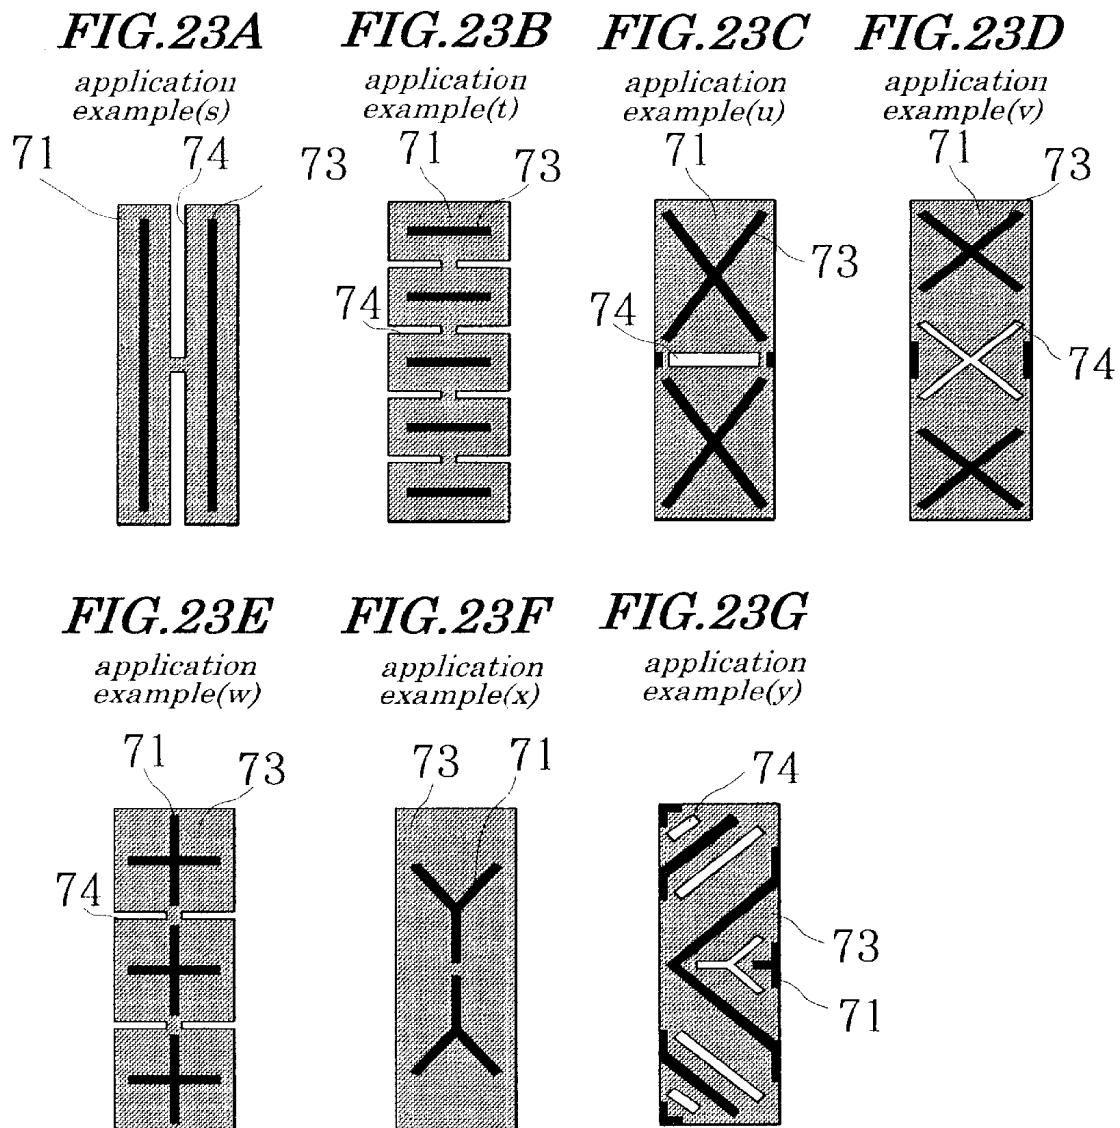 FIG.23A FIG.23B FIG.23C FIG.23D
application application application application
example(s) example(t) example(u) example(v)
71 74 73 71 73 71 71 73
73
74 74 74
FIG.23E FIG.23F FIG.23G
application application application
example(w) example(x) example(y)
71 73 73 71 74
74 73
71